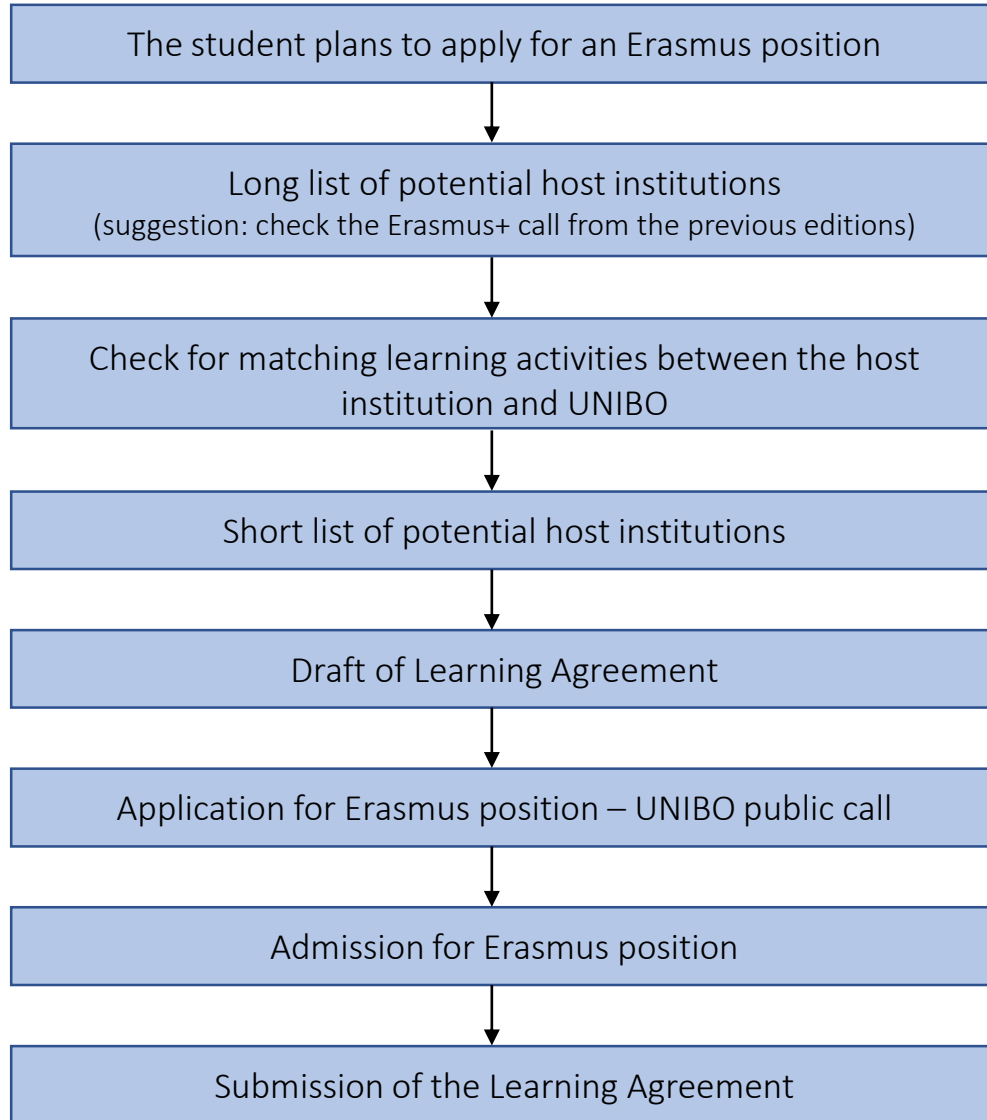 The student plans to apply for an Erasmus position
Long list of potential host institutions
(suggestion: check the Erasmus+ call from the previous editions)
Check for matching learning activities between the host
institution and UNIBO
Short list of potential host institutions
Draft of Learning Agreement
Application for Erasmus position – UNIBO public call
Admission for Erasmus position
Submission of the Learning Agreement